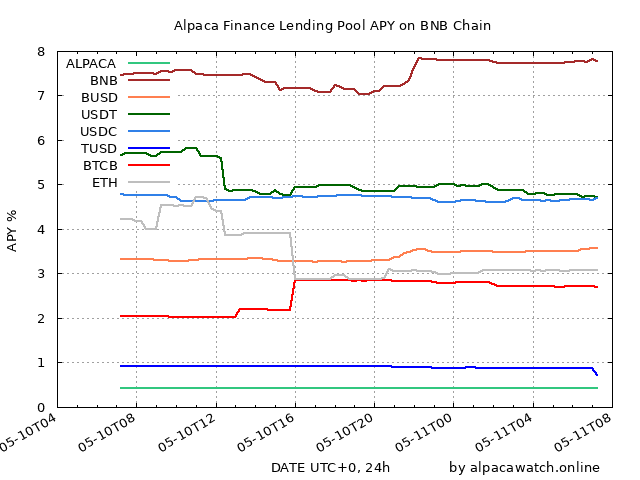 Alpaca Finance Lending Pool APY on BNB Chain
8
7
6
5
4
3
2
1
0
APY %
ALPACA
BNB
BUSD
USDT
USDC
TUSD
BTCB
ETH
05-10T04
05-10T08
05-10T12
05-10T16
05-10T20
05-11T00
05-11T04
05-11T08
DATE UTC+0, 24h
by alpacawatch.online